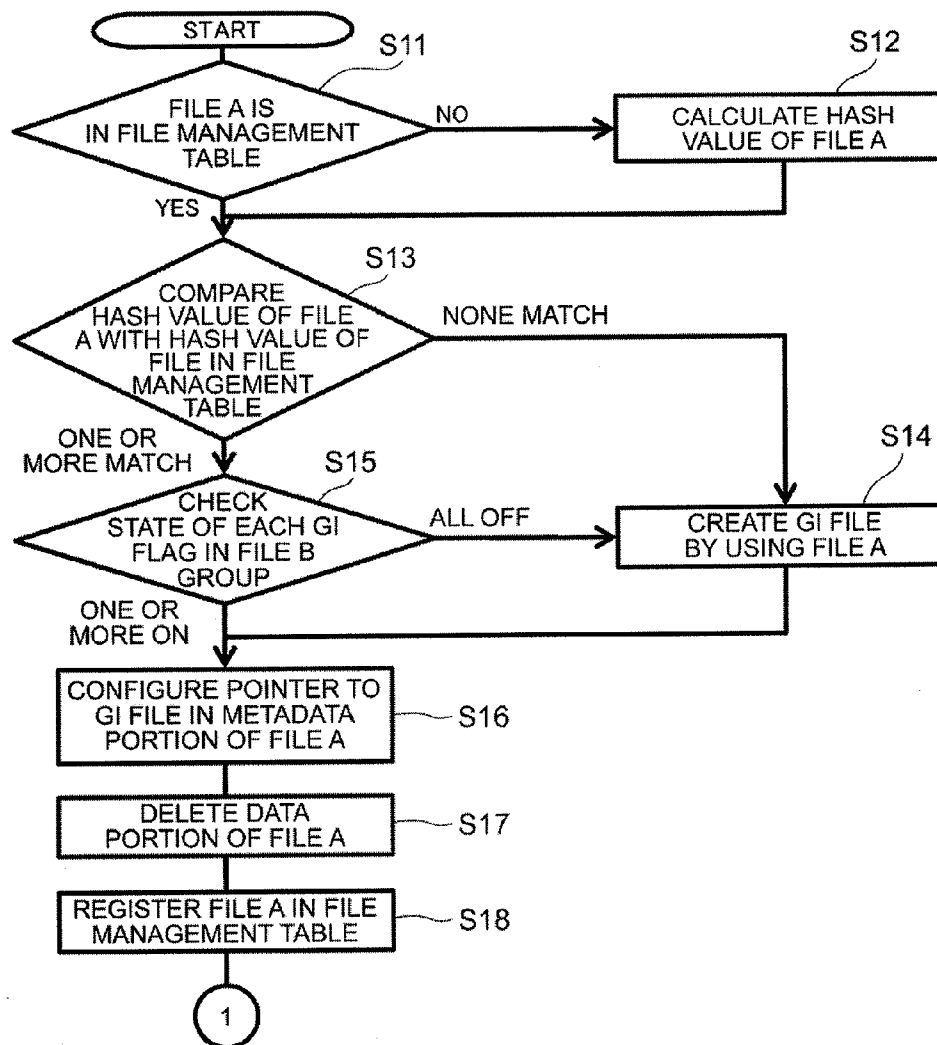 START
S11
FILE A IS
IN FILE MANAGEMENT
TABLE
NO
S12
CALCULATE HASH
VALUE OF FILE A
YES
S13
COMPARE
HASH VALUE OF FILE
A WITH HASH VALUE OF
FILE IN FILE
MANAGEMENT
TABLE
NONE MATCH
ONE OR
MORE MATCH
S15
CHECK
STATE OF EACH GI
FLAG IN FILE B
GROUP
ALL OFF
S14
CREATE GI FILE
BY USING FILE A
ONE OR
MORE ON
CONFIGURE POINTER TO
GI FILE IN METADATA
PORTION OF FILE A
S16
DELETE DATA
PORTION OF FILE A
S17
REGISTER FILE A IN FILE
MANAGEMENT TABLE
S18
1